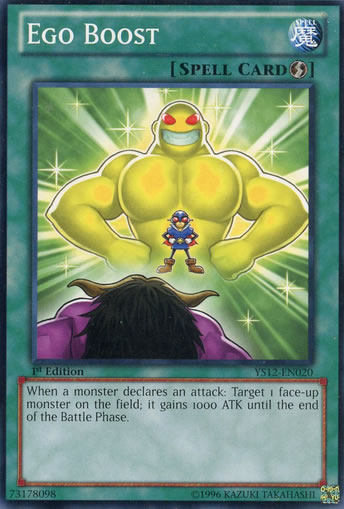 EGO BOOST
SPELL
魔
[SPELL CARD]
1st Edition
YS12-EN020
When a monster declares an attack: Target 1 face-up
monster on the field; it gains 1000 ATK until the end
of the Battle Phase.
73178098
©1996 KAZUKI TAKAHASHI